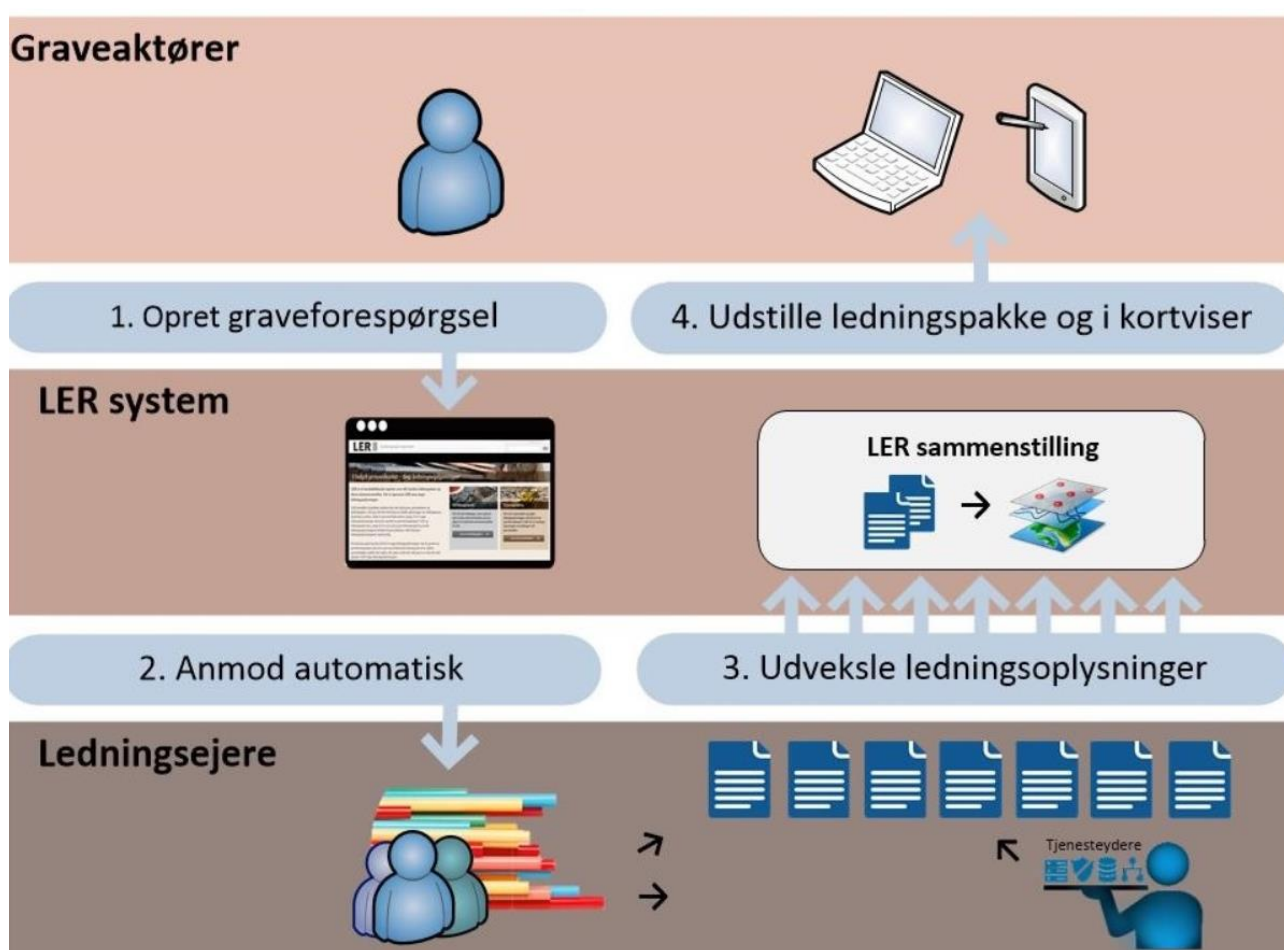 Graveaktører
1. Opret graveforespørgsel
4. Udstille ledningspakke og i kortviser
LER system
LER
LER sammenstilling
2. Anmod automatisk
3. Udveksle ledningsoplysninger
Ledningsejere
Tjenesteydere